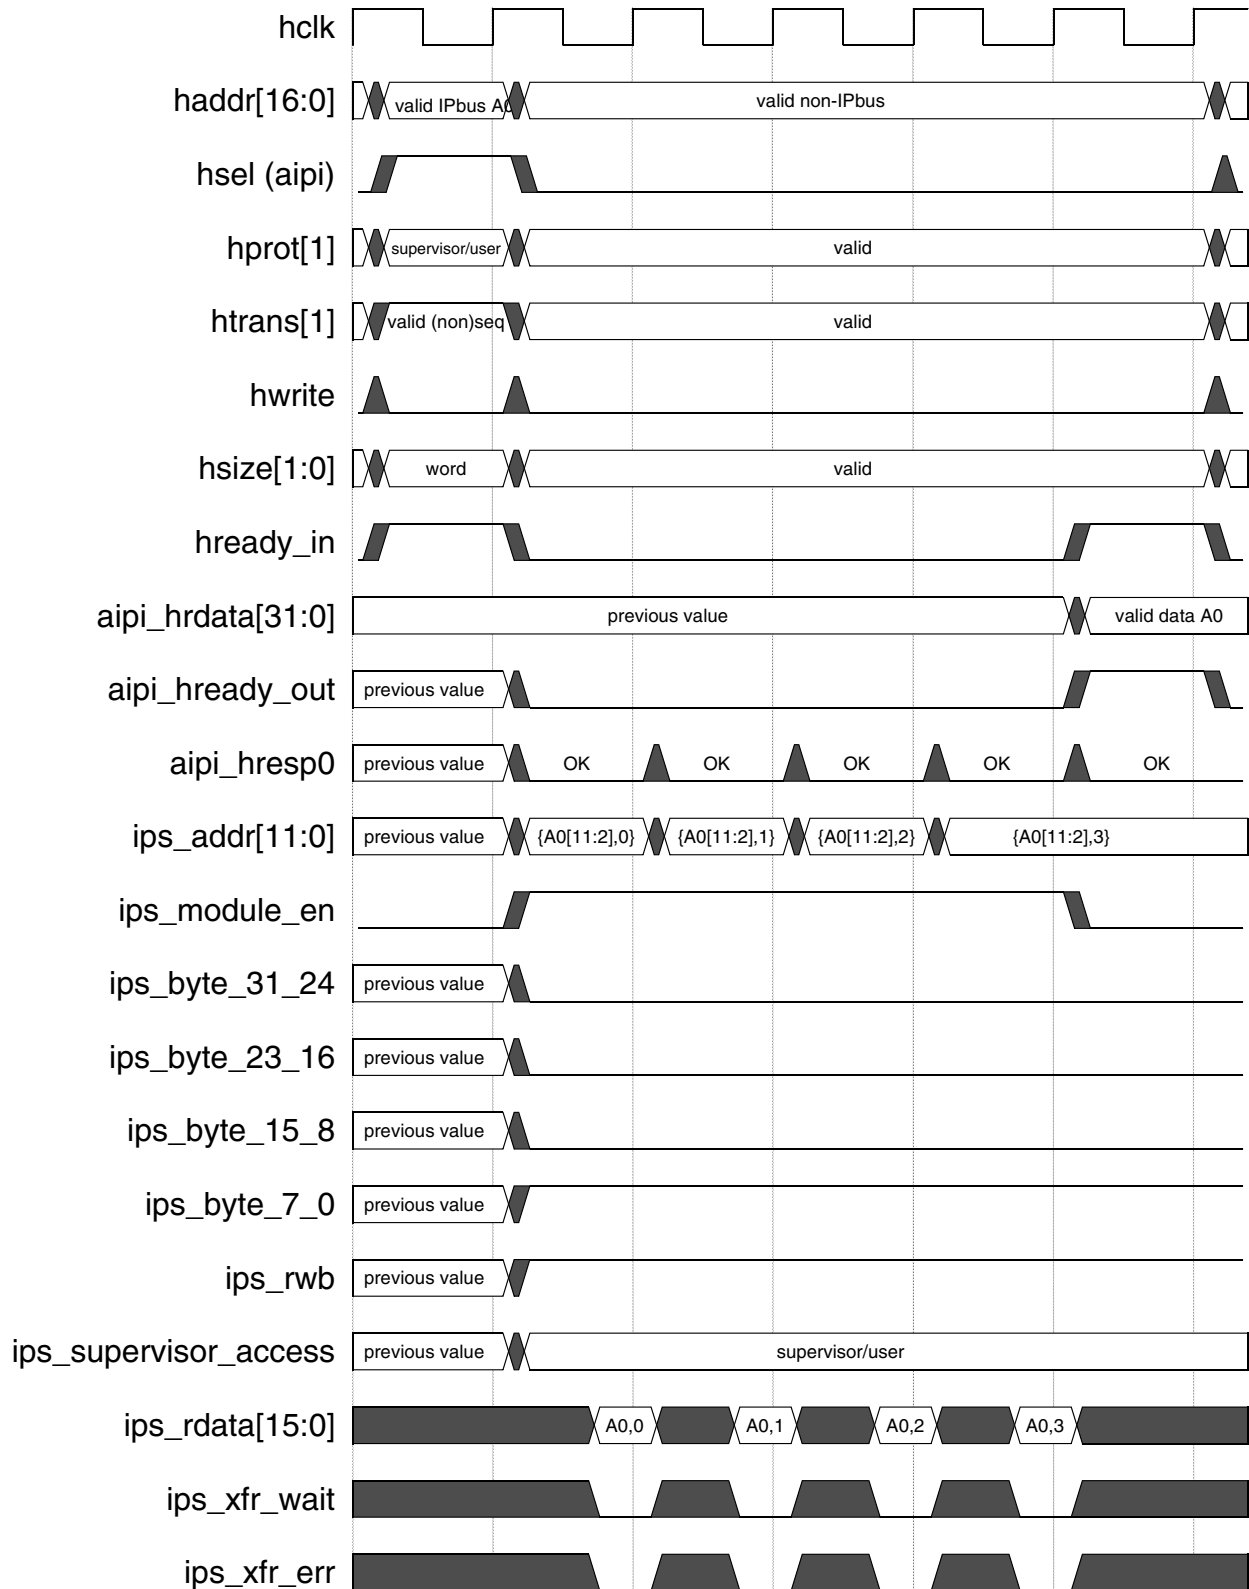 hclk
haddr[16:0] valid IPbus A0 valid non-IPbus
hsel (aipi)
hprot[1] supervisor/user valid
htrans[1] valid (non)seq valid
hwrite
hsize[1:0] word valid
hready_in
aipi_hrdata[31:0] previous value valid data A0
aipi_hready_out previous value
aipi_hresp0 previous value OK OK OK OK OK
ips_addr[11:0] previous value {A0[11:2],0} {A0[11:2],1} {A0[11:2],2} {A0[11:2],3}
ips_module_en
ips_byte_31_24 previous value
ips_byte_23_16 previous value
ips_byte_15_8 previous value
ips_byte_7_0 previous value
ips_rwb previous value
ips_supervisor_access previous value supervisor/user
ips_rdata[15:0] A0,0 A0,1 A0,2 A0,3
ips_xfr_wait
ips_xfr_err